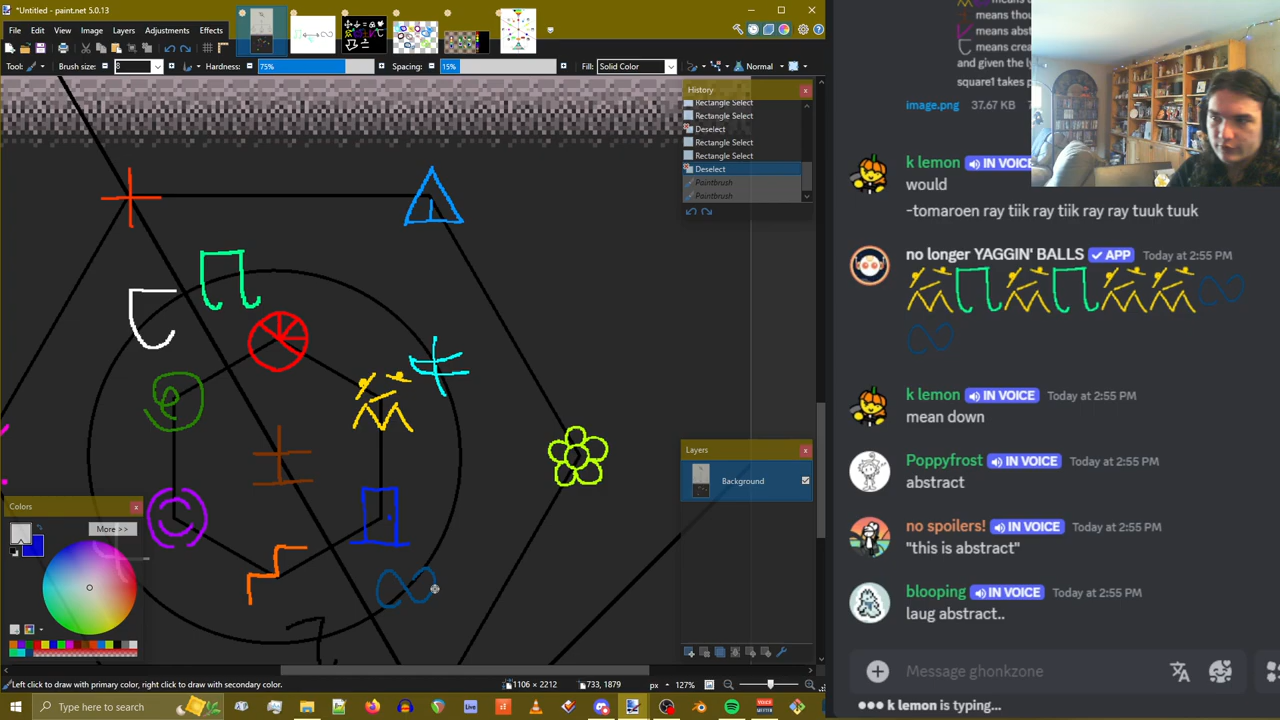 *Untitled - paint.net 5.0.13
File Edit View Image Layers Adjustments Effects
Tool: Brush size: 8 Hardness: 75% Spacing: 15% Fill: Solid Color Normal
History
Rectangle Select
Rectangle Select
Deselect
Rectangle Select
Rectangle Select
Deselect
Paintbrush
Paintbrush
Layers
Background
Colors
More >>
Left click to draw with primary color, right click to draw with secondary color.
1106 × 2212 733, 1879 px 127%
Type here to search
means thou
means abst
means crea
and given the ly
square1 takes p
image.png 37.67 KB
k lemon IN VOICE
would
-tomaroen ray tiik ray tiik ray ray tuuk tuuk
no longer YAGGIN' BALLS APP Today at 2:55 PM
k lemon IN VOICE Today at 2:55 PM
mean down
Poppyfrost IN VOICE Today at 2:55 PM
abstract
no spoilers! IN VOICE Today at 2:55 PM
"this is abstract"
blooping IN VOICE Today at 2:55 PM
laug abstract..
Message ghonkzone
k lemon is typing...